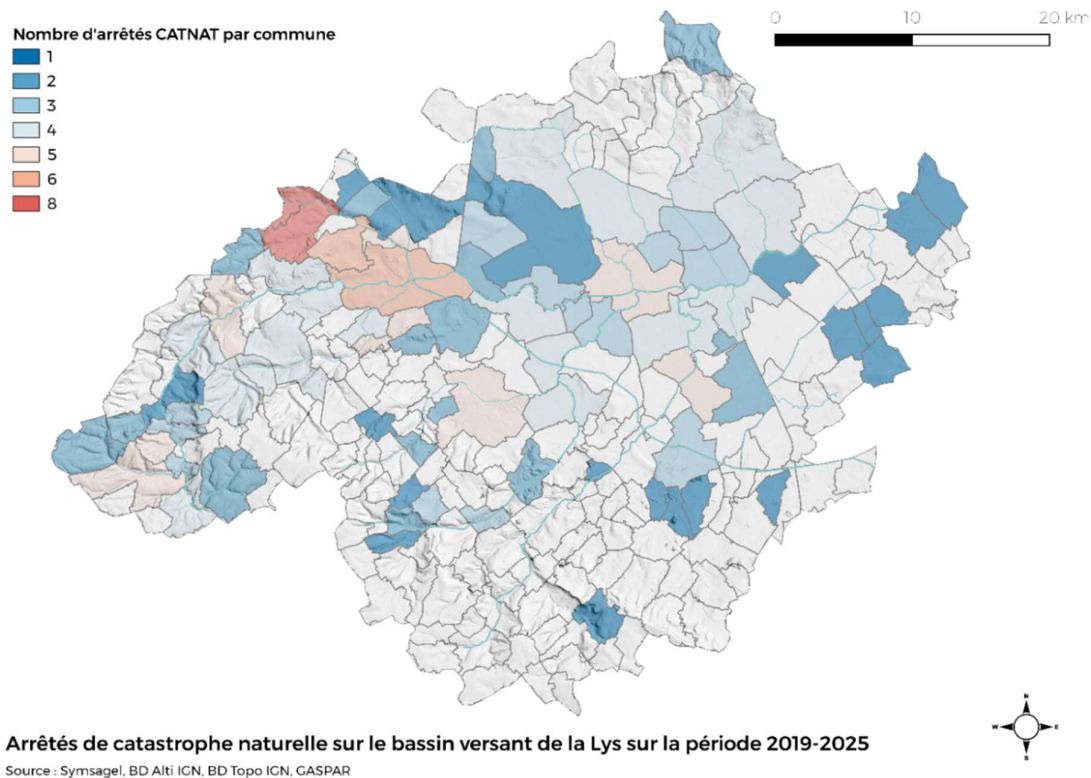 0 10 20 km
Nombre d'arrêtés CATNAT par commune
1
2
3
4
5
6
8
N
W E
S
Arrêtés de catastrophe naturelle sur le bassin versant de la Lys sur la période 2019-2025
Source : Symsagel, BD Alti IGN, BD Topo IGN, GASPAR